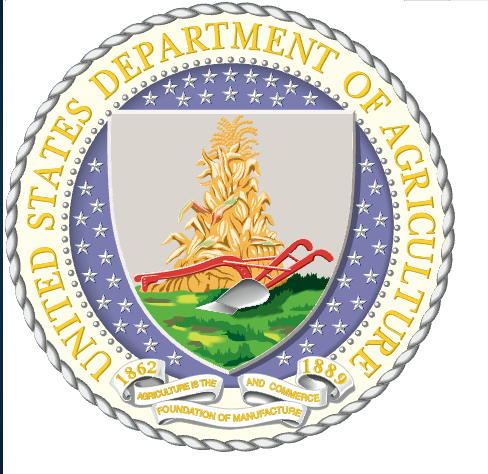 UNITED STATES DEPARTMENT OF AGRICULTURE
1862
1889
AGRICULTURE IS THE
FOUNDATION OF MANUFACTURE
AND COMMERCE